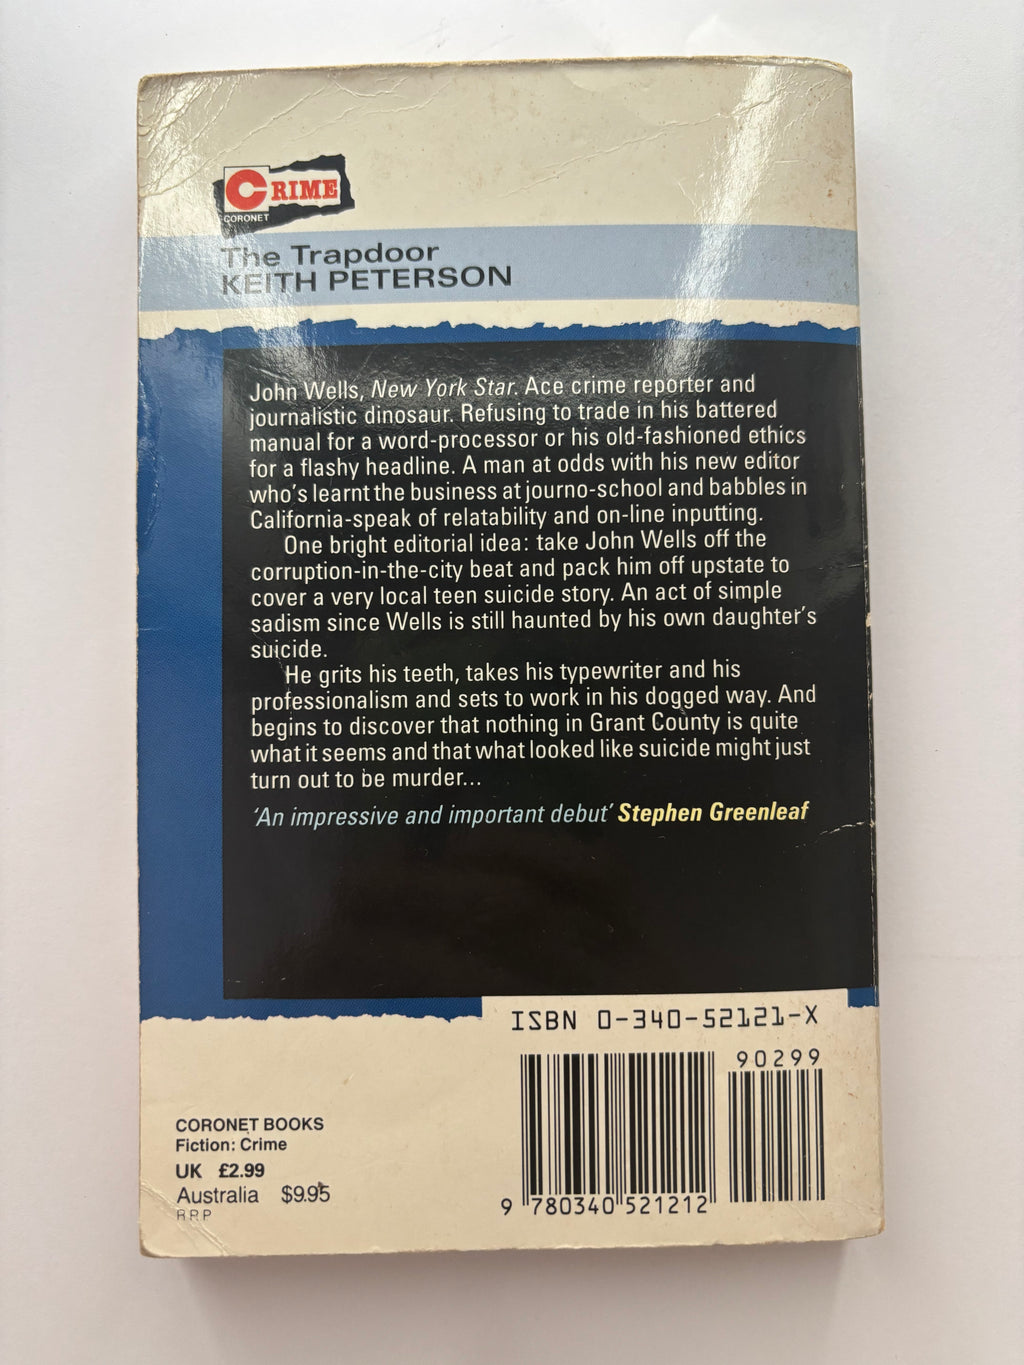 CRIME
CORONET
The Trapdoor
KEITH PETERSON
John Wells, New York Star. Ace crime reporter and
journalistic dinosaur. Refusing to trade in his battered
manual for a word-processor or his old-fashioned ethics
for a flashy headline. A man at odds with his new editor
who's learnt the business at journo-school and babbles in
California-speak of relatability and on-line inputting.
One bright editorial idea: take John Wells off the
corruption-in-the-city beat and pack him off upstate to
cover a very local teen suicide story. An act of simple
sadism since Wells is still haunted by his own daughter's
suicide.
He grits his teeth, takes his typewriter and his
professionalism and sets to work in his dogged way. And
begins to discover that nothing in Grant County is quite
what it seems and that what looked like suicide might just
turn out to be murder...
'An impressive and important debut' Stephen Greenleaf
ISBN 0-340-52121-X
90299
9 780340 521212
CORONET BOOKS
Fiction: Crime
UK £2.99
Australia $9.95
RRP